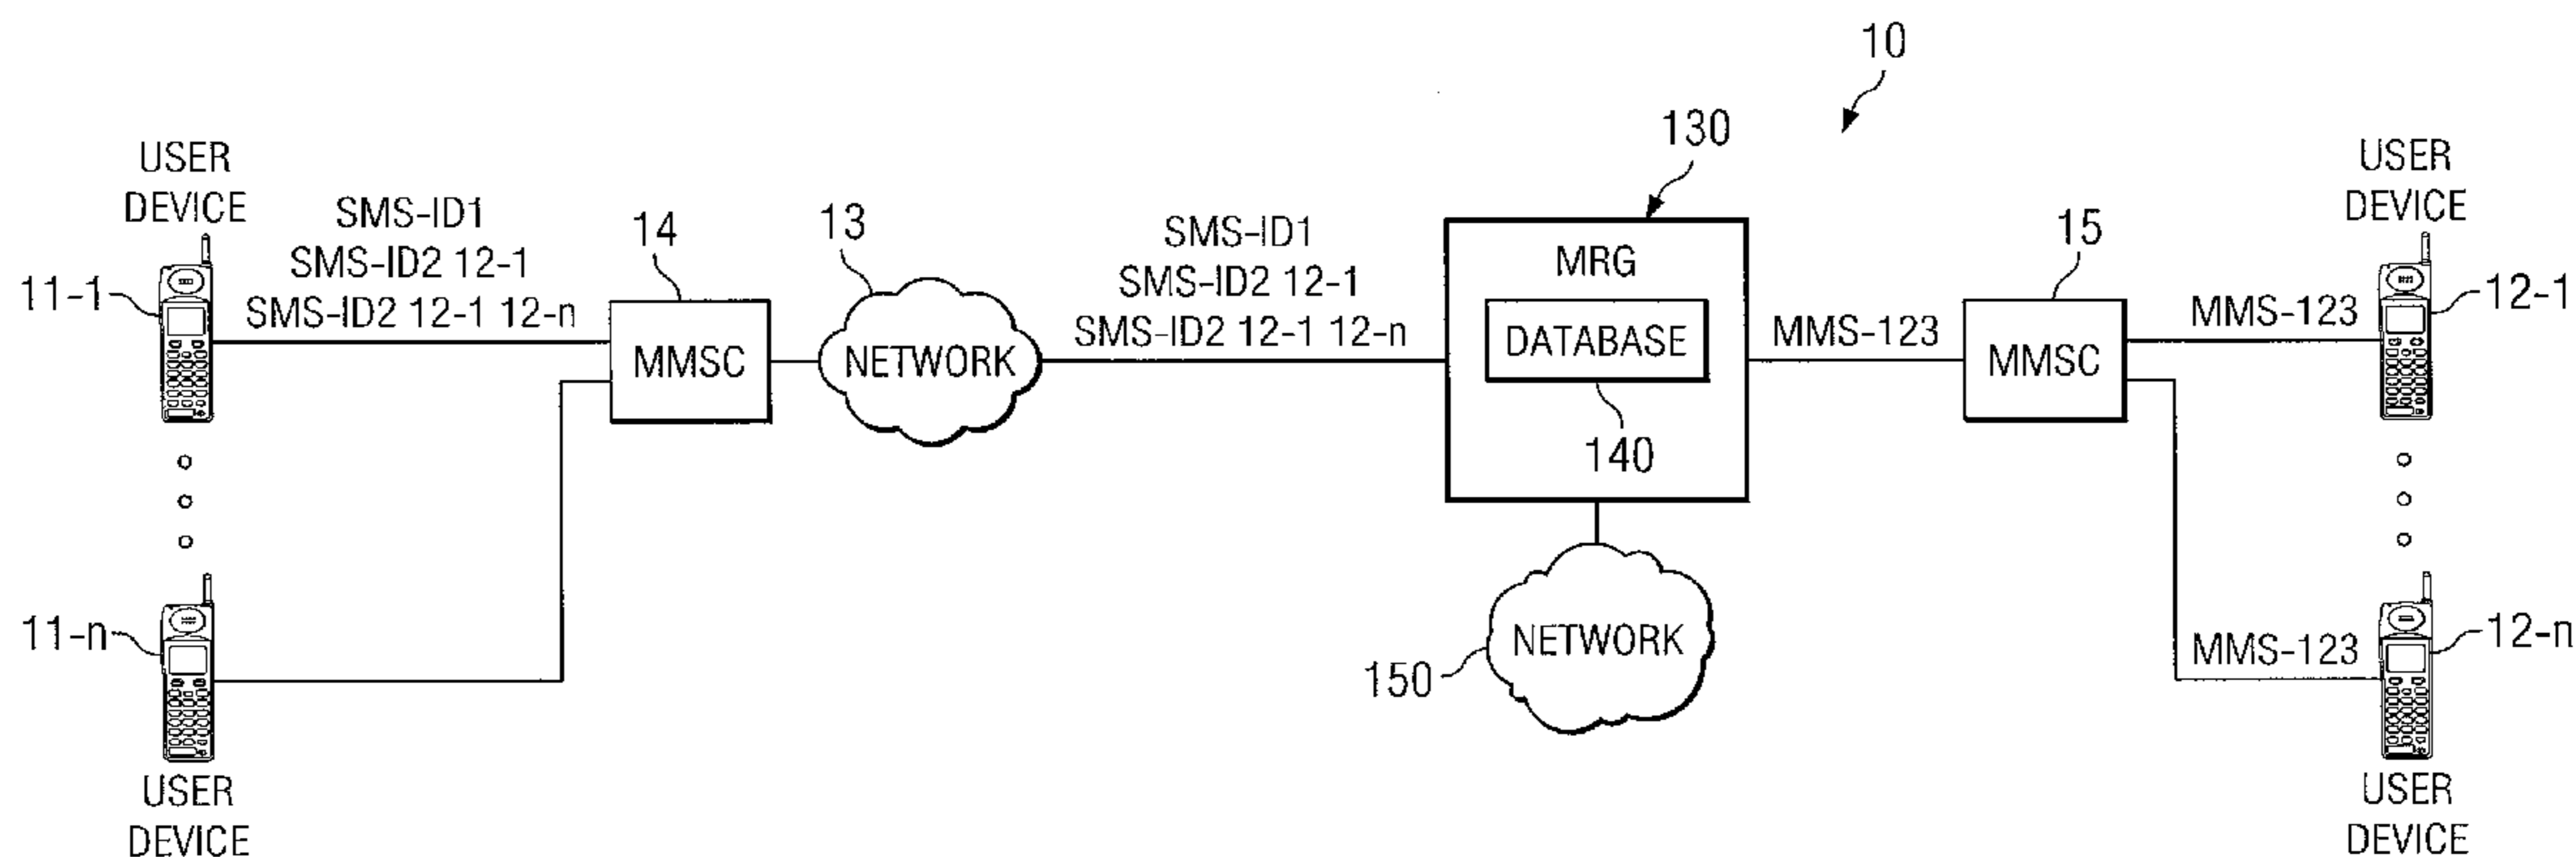 10
130
USER
DEVICE
SMS-ID1
SMS-ID2 12-1
SMS-ID2 12-1 12-n
14
13
SMS-ID1
SMS-ID2 12-1
SMS-ID2 12-1 12-n
MRG
DATABASE
140
15
USER
DEVICE
11-1
MMSC
NETWORK
MMS-123
MMSC
MMS-123
12-1
11-n
USER
DEVICE
150
NETWORK
MMS-123
12-n
USER
DEVICE